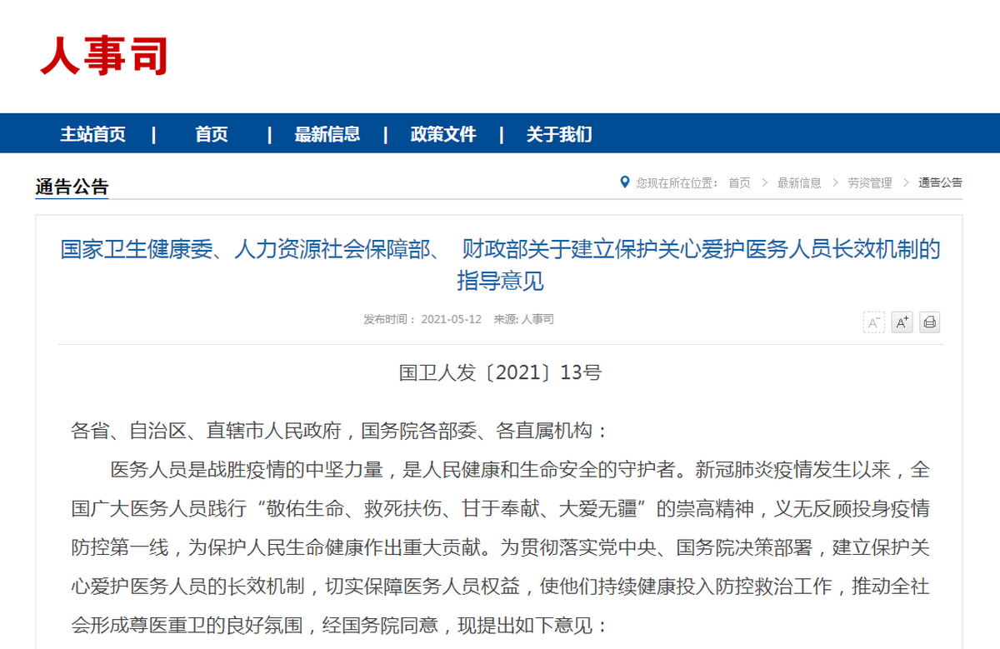 人事司
主站首页 | 首页 | 最新信息 | 政策文件 | 关于我们
通告公告
您现在所在位置： 首页 > 最新信息 > 劳资管理 > 通告公告
国家卫生健康委、人力资源社会保障部、 财政部关于建立保护关心爱护医务人员长效机制的
指导意见
发布时间： 2021-05-12 来源: 人事司
A- A+
国卫人发〔2021〕13号
各省、自治区、直辖市人民政府，国务院各部委、各直属机构：
医务人员是战胜疫情的中坚力量，是人民健康和生命安全的守护者。新冠肺炎疫情发生以来，全
国广大医务人员践行“敬佑生命、救死扶伤、甘于奉献、大爱无疆”的崇高精神，义无反顾投身疫情
防控第一线，为保护人民生命健康作出重大贡献。为贯彻落实党中央、国务院决策部署，建立保护关
心爱护医务人员的长效机制，切实保障医务人员权益，使他们持续健康投入防控救治工作，推动全社
会形成尊医重卫的良好氛围，经国务院同意，现提出如下意见：